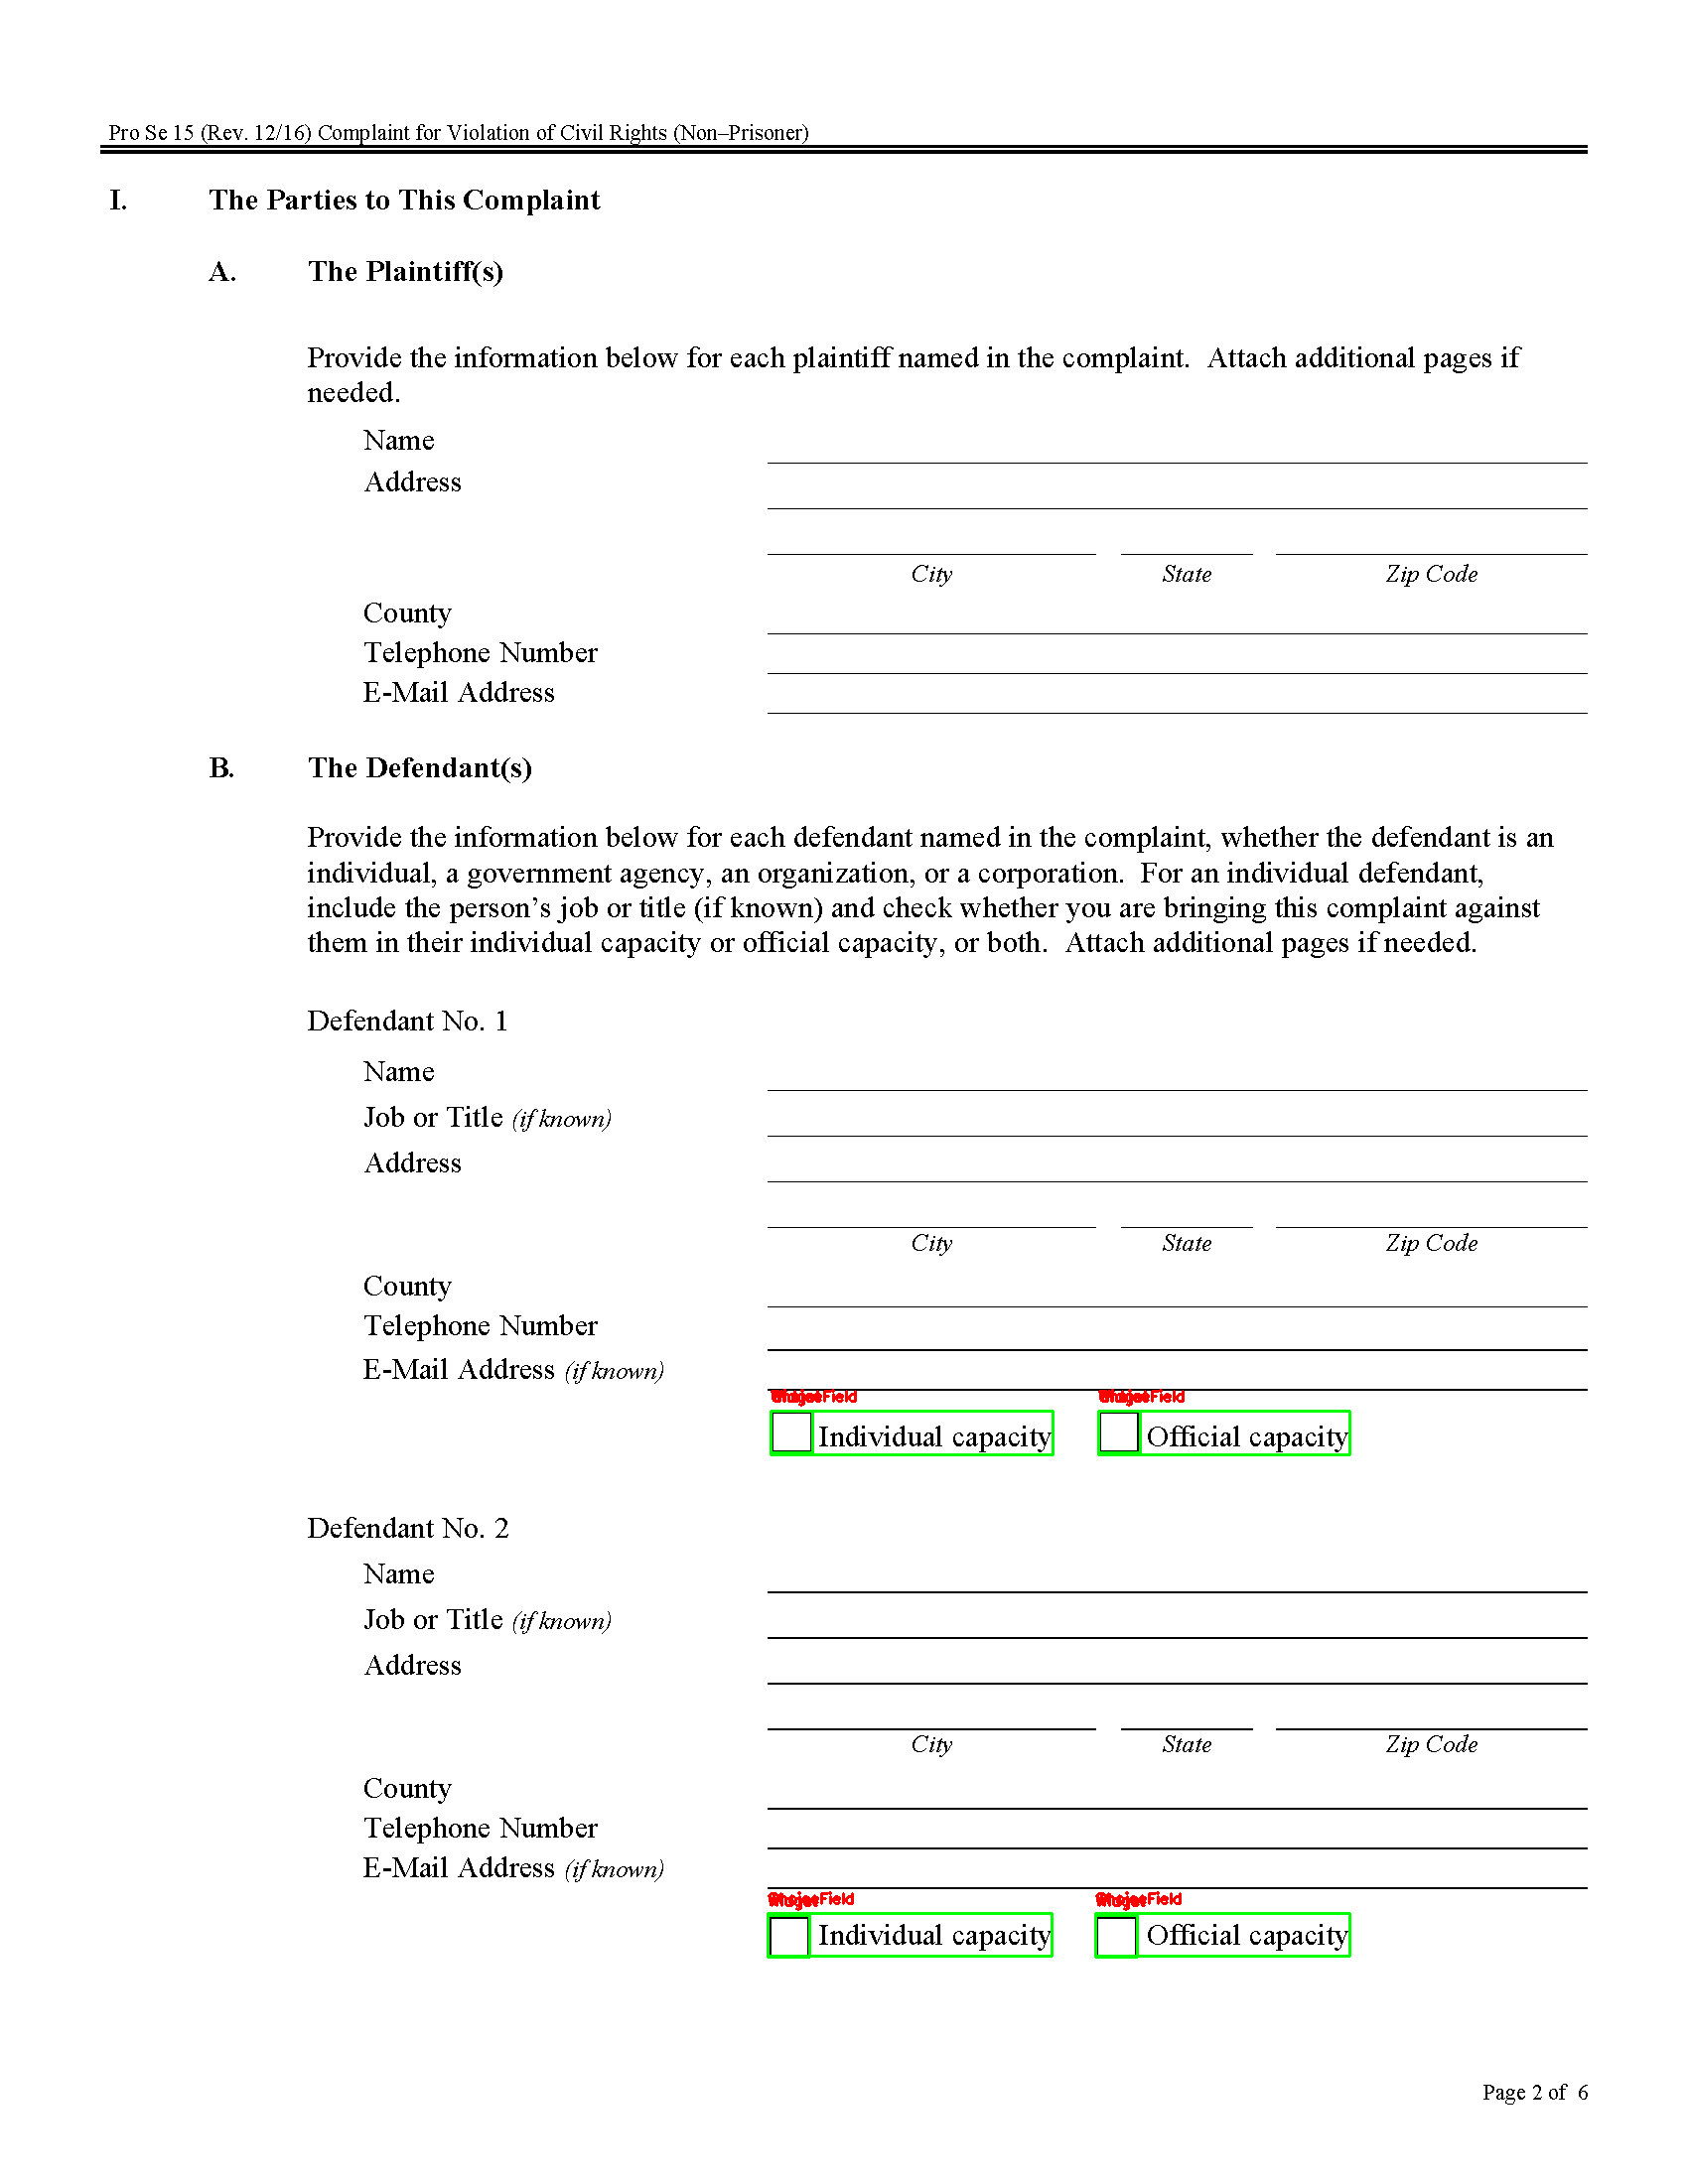 Pro Se 15 (Rev. 12/16) Complaint for Violation of Civil Rights (Non–Prisoner)
I. The Parties to This Complaint
A. The Plaintiff(s)
Provide the information below for each plaintiff named in the complaint.  Attach additional pages if
needed.
Name
Address
City State Zip Code
County
Telephone Number
E-Mail Address
B. The Defendant(s)
Provide the information below for each defendant named in the complaint, whether the defendant is an
individual, a government agency, an organization, or a corporation.  For an individual defendant,
include the person’s job or title (if known) and check whether you are bringing this complaint against
them in their individual capacity or official capacity, or both.  Attach additional pages if needed.
Defendant No. 1
Name
Job or Title (if known)
Address
City State Zip Code
County
Telephone Number
E-Mail Address (if known)
Field Field
Individual capacity Official capacity
Defendant No. 2
Name
Job or Title (if known)
Address
City State Zip Code
County
Telephone Number
E-Mail Address (if known)
Field Field
Individual capacity Official capacity
Page 2 of  6